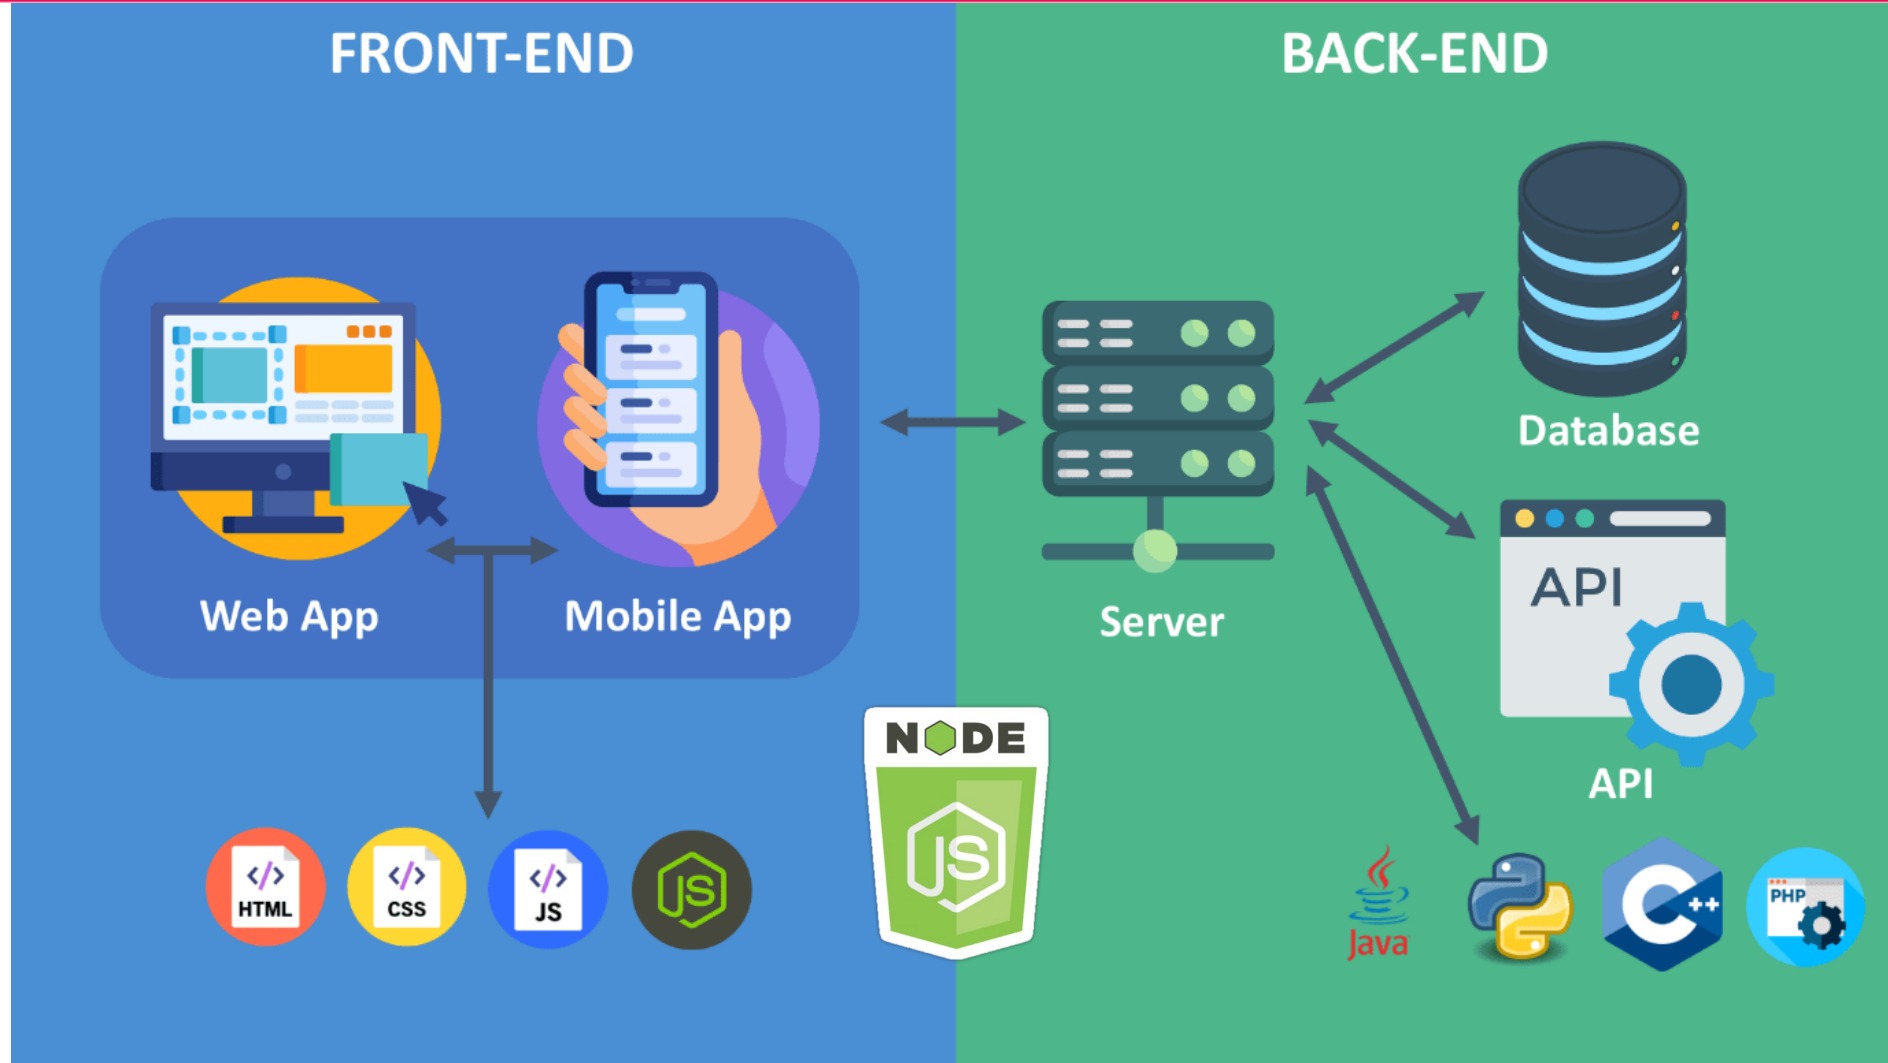 FRONT-END
BACK-END
Web App
Mobile App
Server
Database
API
API
NODE
JS
HTML
CSS
JS
JS
Java
C++
PHP